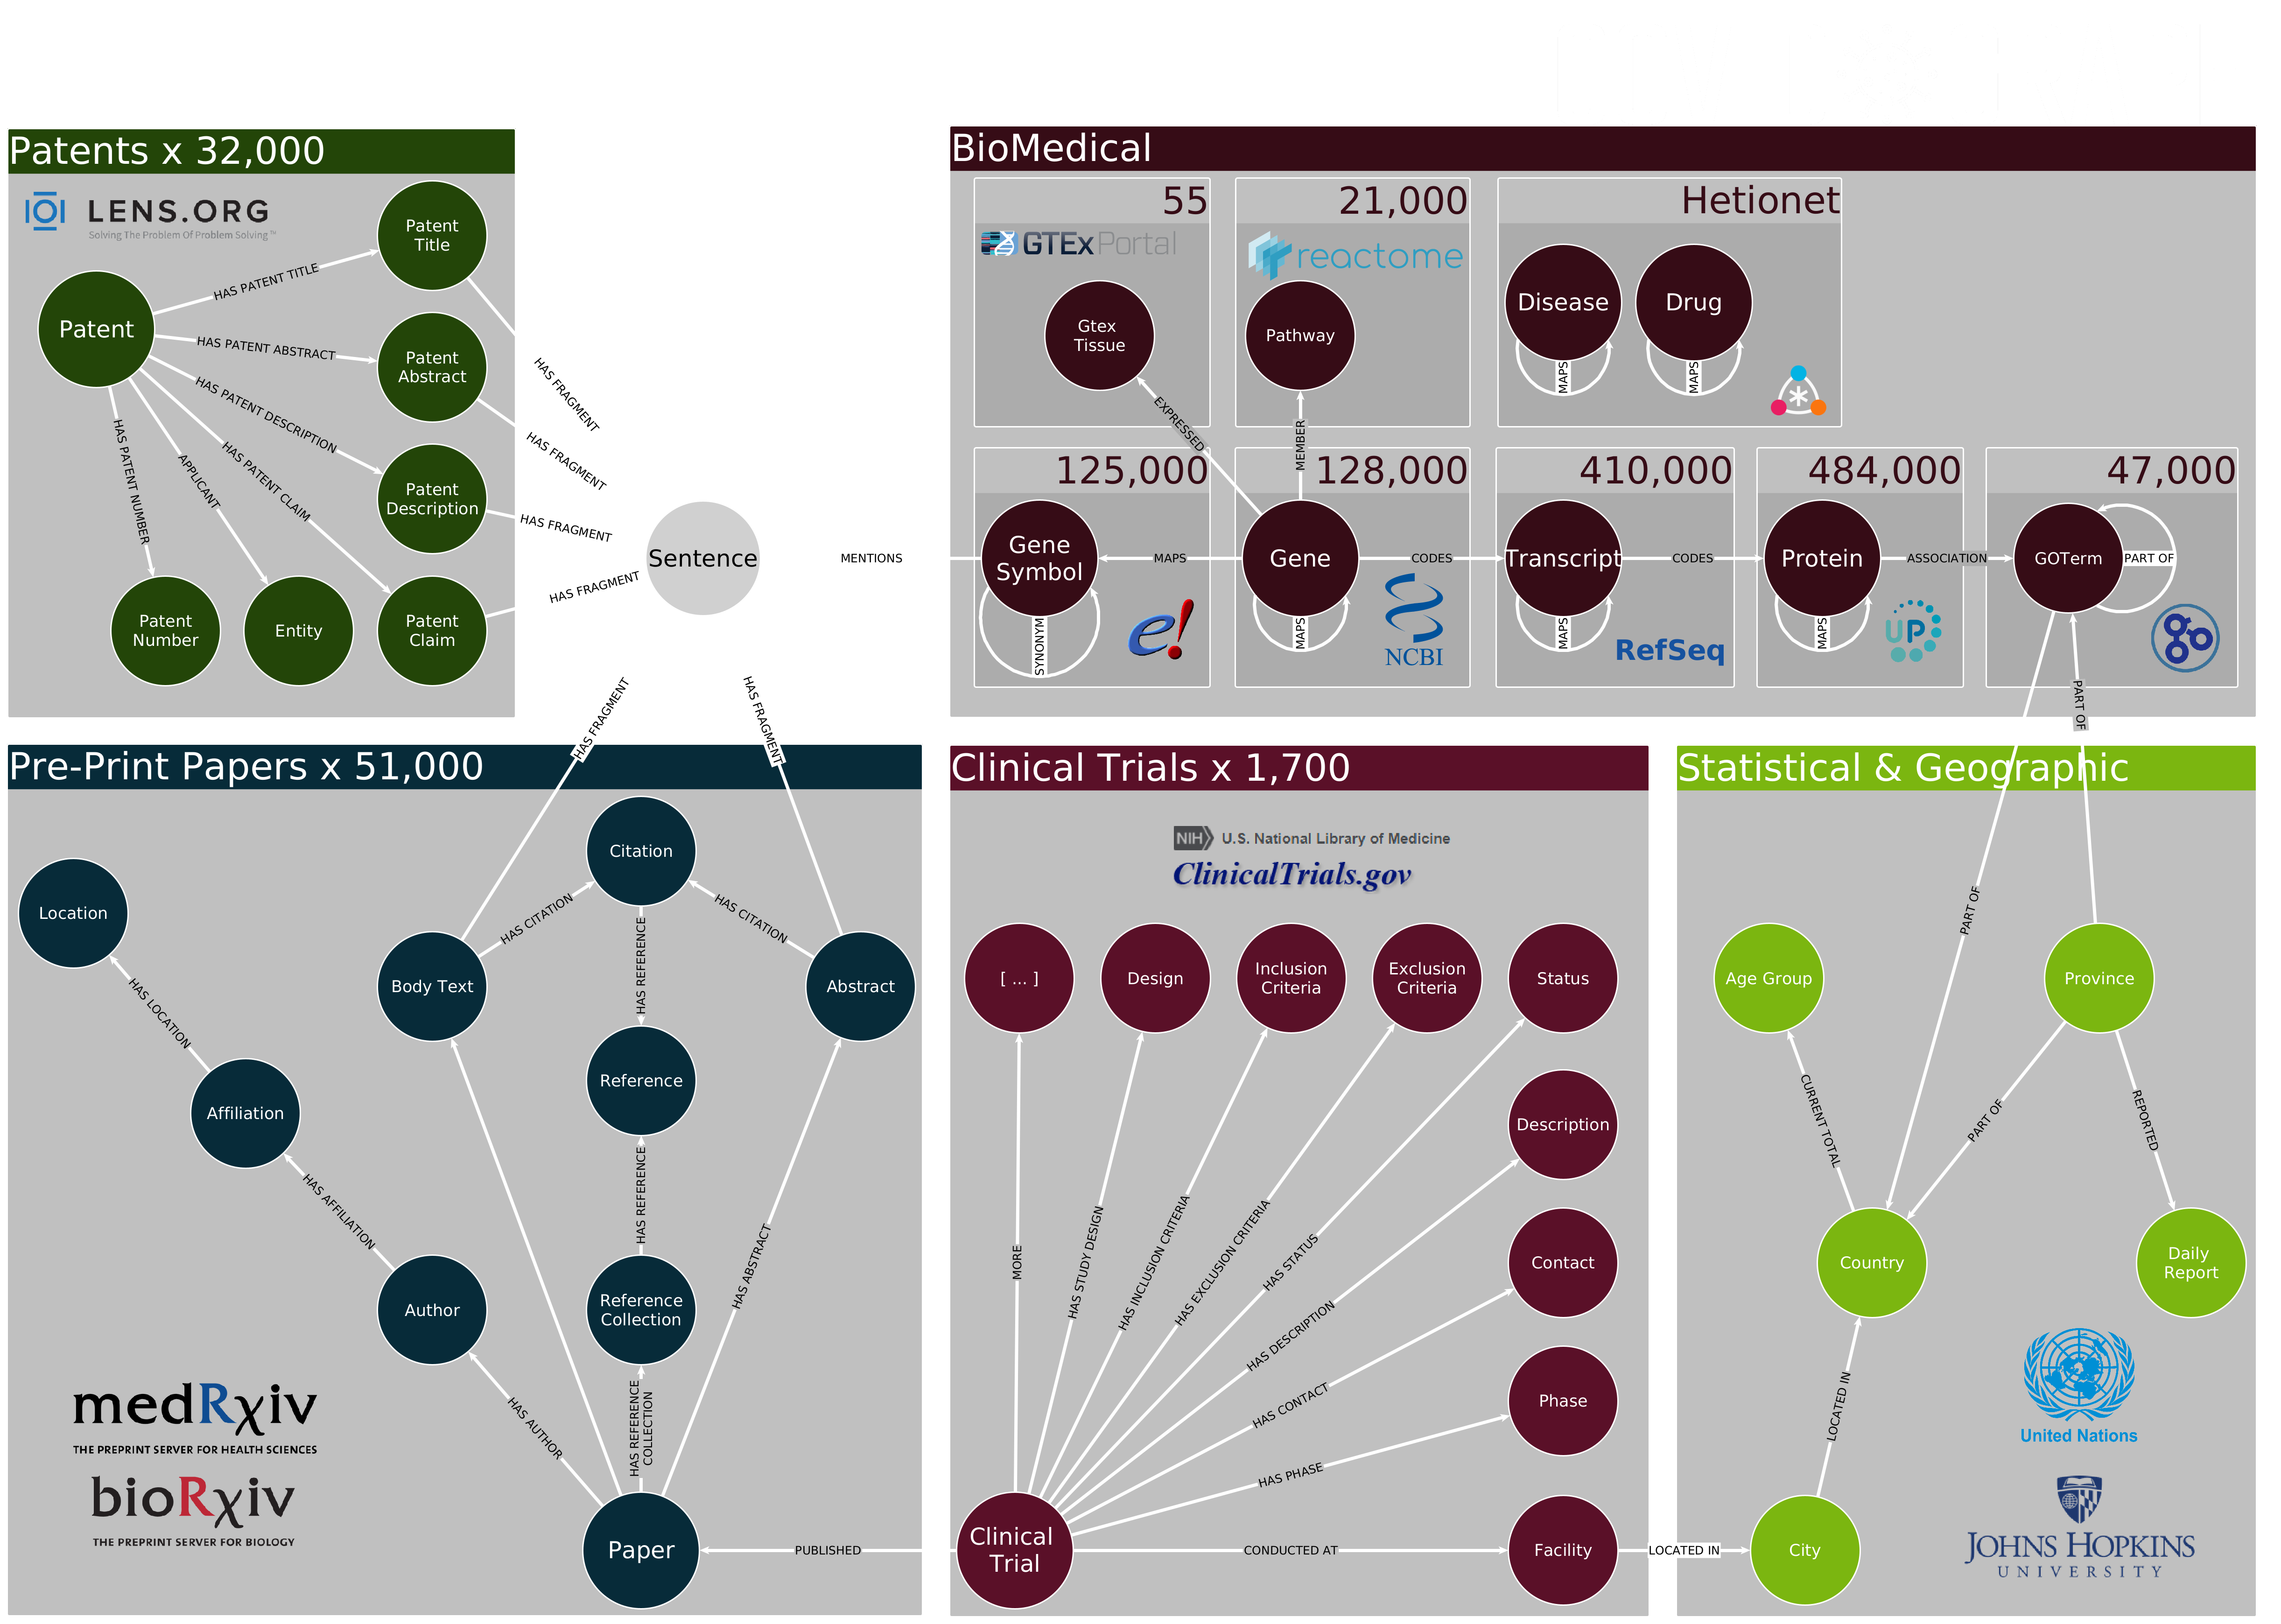 Patents x 32,000
LENS.ORG
Solving The Problem Of Problem Solving™
Patent
Title
HAS PATENT TITLE
Patent
HAS PATENT ABSTRACT
Patent
Abstract
HAS PATENT DESCRIPTION
Patent
Description
HAS PATENT CLAIM
APPLICANT
HAS PATENT NUMBER
Patent
Number
Entity
Patent
Claim
HAS FRAGMENT
HAS FRAGMENT
HAS FRAGMENT
HAS FRAGMENT
Sentence
MENTIONS
HAS FRAGMENT
HAS FRAGMENT
BioMedical
55
GTEx Portal
Gtex
Tissue
EXPRESSED
21,000
reactome
Pathway
MEMBER
Hetionet
Disease
MAPS
Drug
MAPS
125,000
Gene
Symbol
SYNONYM
e!
MAPS
128,000
Gene
MAPS
NCBI
CODES
410,000
Transcript
MAPS
RefSeq
CODES
484,000
Protein
MAPS
UP
ASSOCIATION
47,000
GOTerm
PART OF
go
PART OF
Pre-Print Papers x 51,000
Citation
Location
HAS CITATION
HAS CITATION
HAS REFERENCE
Body Text
Abstract
HAS LOCATION
Reference
Affiliation
HAS REFERENCE
HAS AFFILIATION
HAS ABSTRACT
Author
Reference
Collection
HAS REFERENCE
COLLECTION
HAS AUTHOR
medRχiv
THE PREPRINT SERVER FOR HEALTH SCIENCES
bioRχiv
THE PREPRINT SERVER FOR BIOLOGY
Paper
PUBLISHED
Clinical Trials x 1,700
NIH U.S. National Library of Medicine
ClinicalTrials.gov
[ ... ]
Design
Inclusion
Criteria
Exclusion
Criteria
Status
Description
Contact
Phase
MORE
HAS STUDY DESIGN
HAS INCLUSION CRITERIA
HAS EXCLUSION CRITERIA
HAS STATUS
HAS DESCRIPTION
HAS CONTACT
HAS PHASE
Clinical
Trial
CONDUCTED AT
Facility
LOCATED IN
Statistical & Geographic
PART OF
Age Group
Province
CURRENT TOTAL
PART OF
REPORTED
Country
Daily
Report
LOCATED IN
United Nations
City
JOHNS HOPKINS
UNIVERSITY